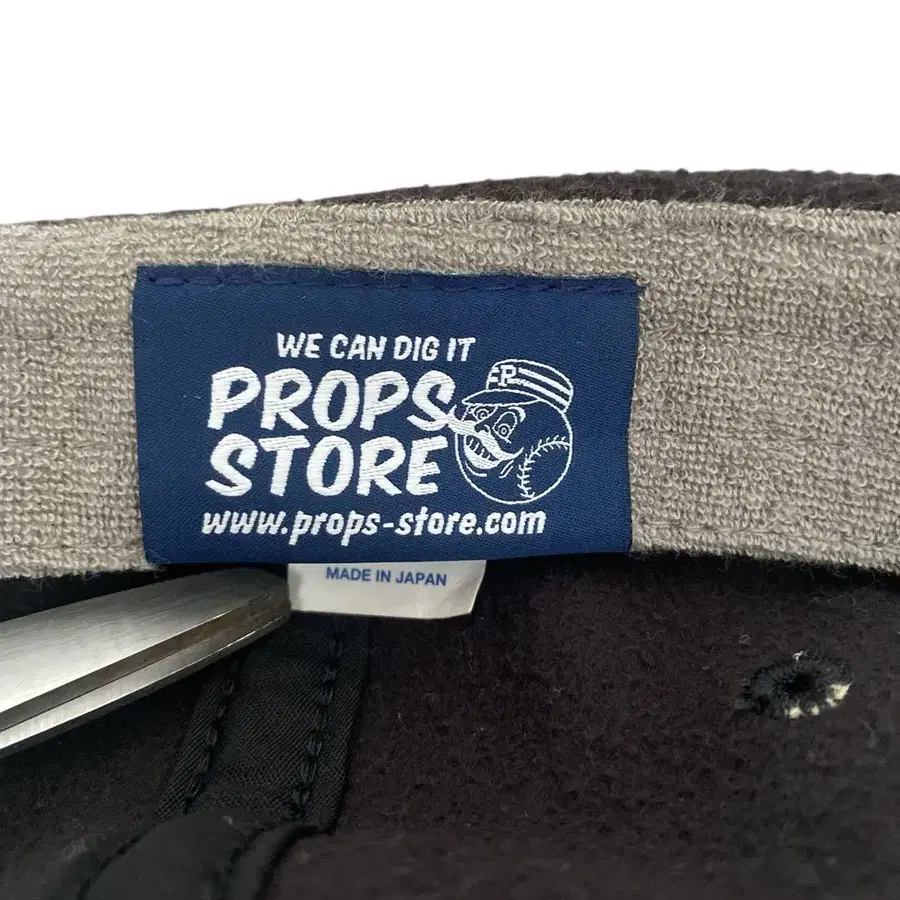 WE CAN DIG IT
PROPS
STORE
www.props-store.com
MADE IN JAPAN